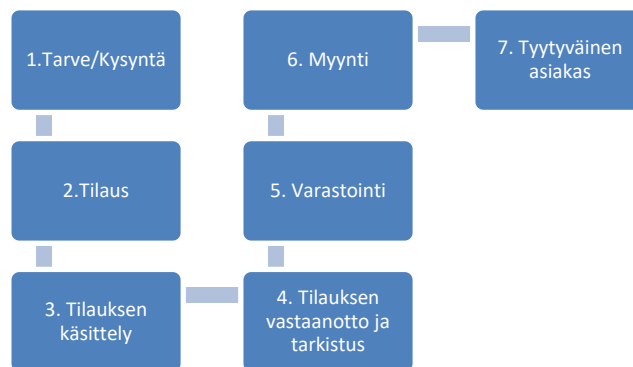 1.Tarve/Kysyntä
2.Tilaus
3. Tilauksen
käsittely
4. Tilauksen
vastaanotto ja
tarkistus
5. Varastointi
6. Myynti
7. Tyytyväinen
asiakas